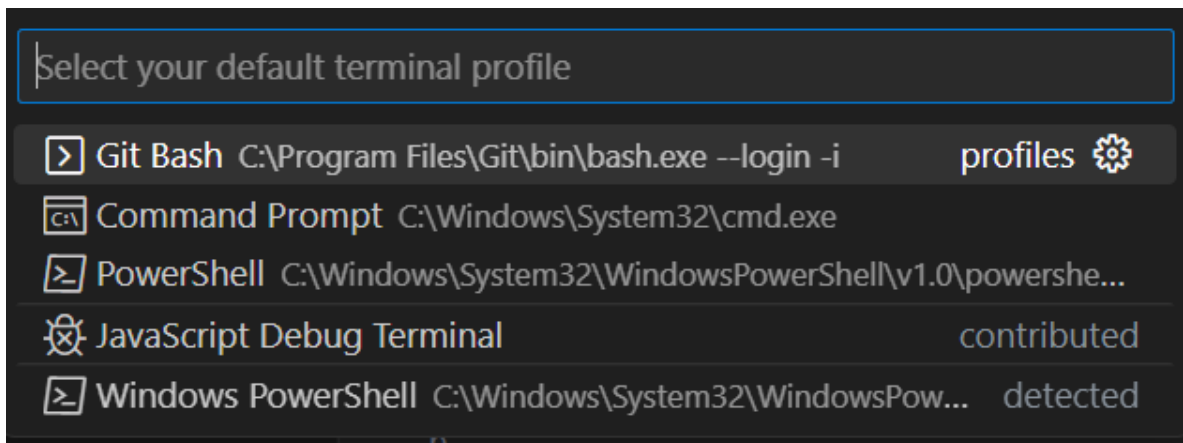 Select your default terminal profile
Git Bash C:\Program Files\Git\bin\bash.exe --login -i profiles
Command Prompt C:\Windows\System32\cmd.exe
PowerShell C:\Windows\System32\WindowsPowerShell\v1.0\powershe...
JavaScript Debug Terminal contributed
Windows PowerShell C:\Windows\System32\WindowsPow... detected